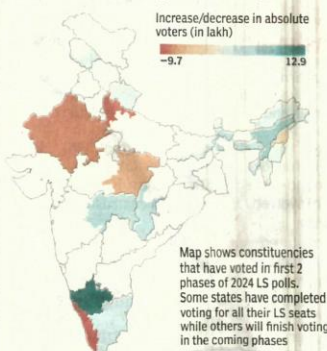 Increase/decrease in absolute
voters (in lakh)
−9.7 12.9
Map shows constituencies
that have voted in first 2
phases of 2024 LS polls.
Some states have completed
voting for all their LS seats
while others will finish voting
in the coming phases